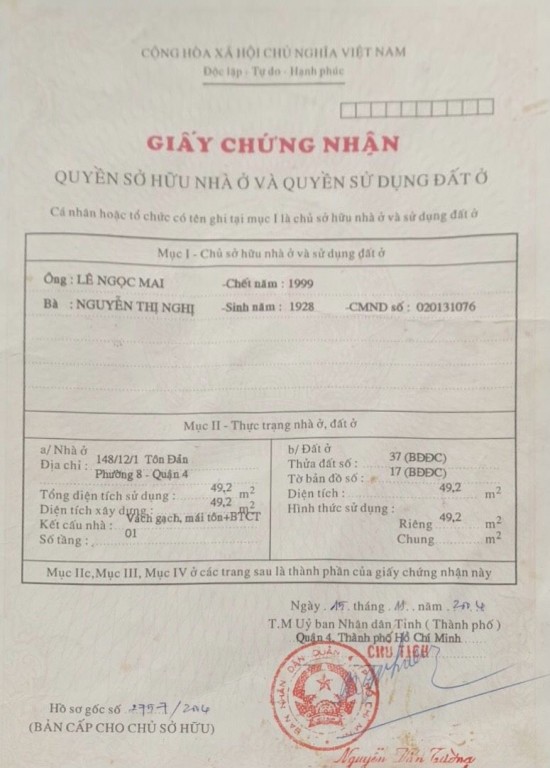 CỘNG HÒA XÃ HỘI CHỦ NGHĨA VIỆT NAM
Độc lập - Tự do - Hạnh phúc
GIẤY CHỨNG NHẬN
QUYỀN SỞ HỮU NHÀ Ở VÀ QUYỀN SỬ DỤNG ĐẤT Ở
Cá nhân hoặc tổ chức có tên ghi tại mục I là chủ sở hữu nhà ở và sử dụng đất ở
Mục I - Chủ sở hữu nhà ở và sử dụng đất ở
Ông : LÊ NGỌC MAI -Chết năm : 1999
Bà : NGUYỄN THỊ NGHỊ -Sinh năm : 1928 -CMND số : 020131076
Mục II - Thực trạng nhà ở, đất ở
a/ Nhà ở
Địa chỉ : 148/12/1 Tôn Đản
Phường 8 - Quận 4
Tổng diện tích sử dụng : 49,2 m2
Diện tích xây dựng : 49,2 m2
Kết cấu nhà : Vách gạch, mái tôn+BTCT
Số tầng : 01
b/ Đất ở
Thửa đất số : 37 (BĐĐC)
Tờ bản đồ số : 17 (BĐĐC)
Diện tích : 49,2 m2
Hình thức sử dụng :
Riêng 49,2 m2
Chung m2
Mục IIc,Mục III, Mục IV ở các trang sau là thành phần của giấy chứng nhận này
Ngày . 15 . tháng . 11 . năm . 2004
T.M Uỷ ban Nhân dân Tỉnh ( Thành phố )
Quận 4, Thành phố Hồ Chí Minh
CHỦ TỊCH
Hồ sơ gốc số /204
(BẢN CẤP CHO CHỦ SỞ HỮU)
Nguyễn Văn Trường